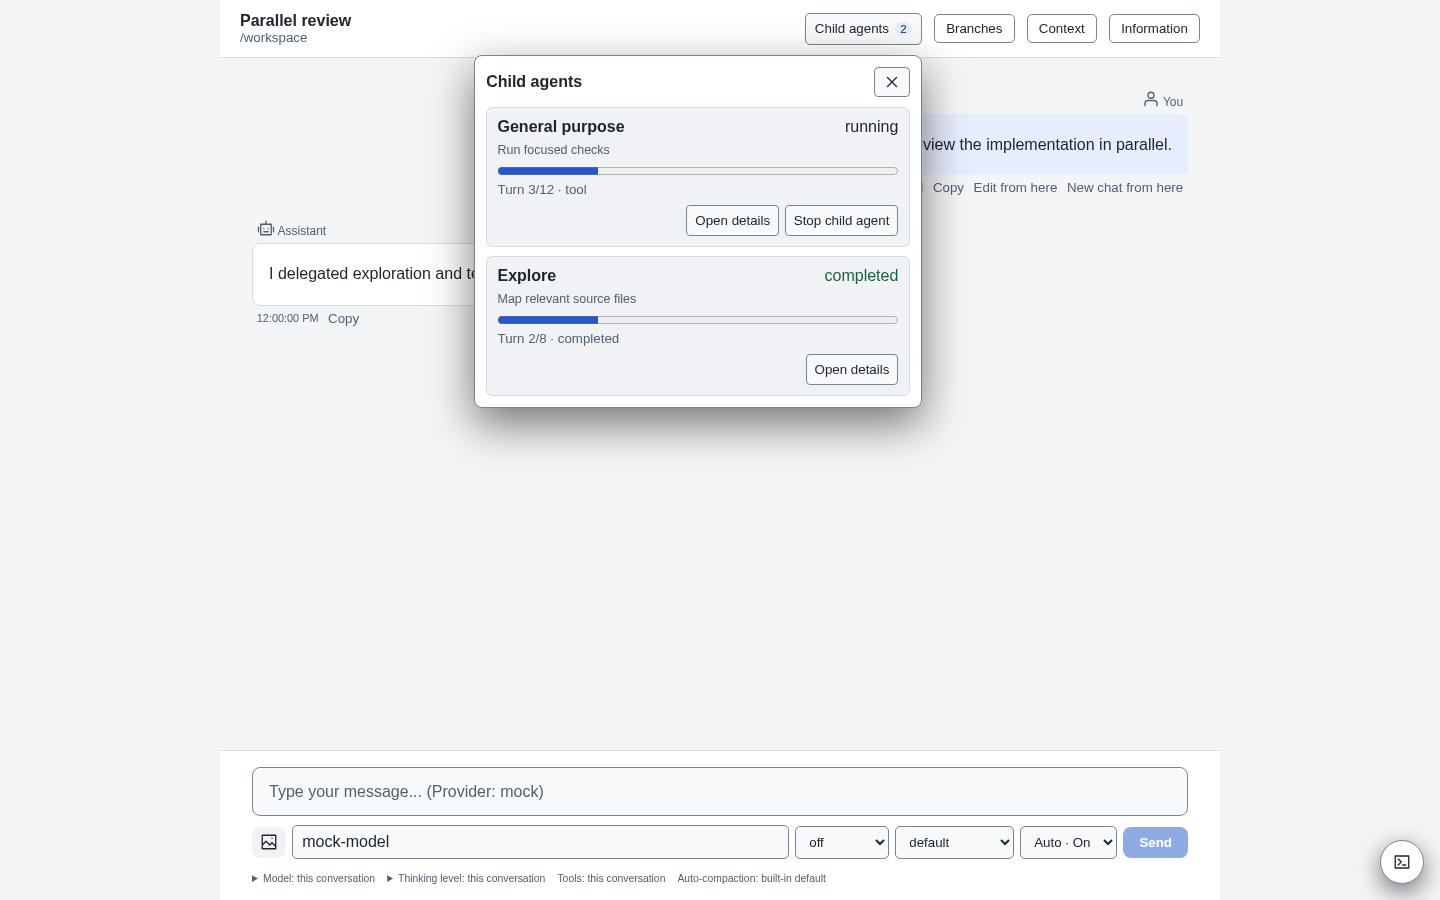 Parallel review
/workspace
Child agents 2
Branches
Context
Information
Child agents
You
General purpose
running
Run focused checks
Turn 3/12 · tool
Open details
Stop child agent
view the implementation in parallel.
Copy
Edit from here
New chat from here
Assistant
I delegated exploration and
12:00:00 PM
Copy
Explore
completed
Map relevant source files
Turn 2/8 · completed
Open details
Type your message... (Provider: mock)
mock-model
off
default
Auto · On
Send
Model: this conversation
Thinking level: this conversation
Tools: this conversation
Auto-compaction: built-in default